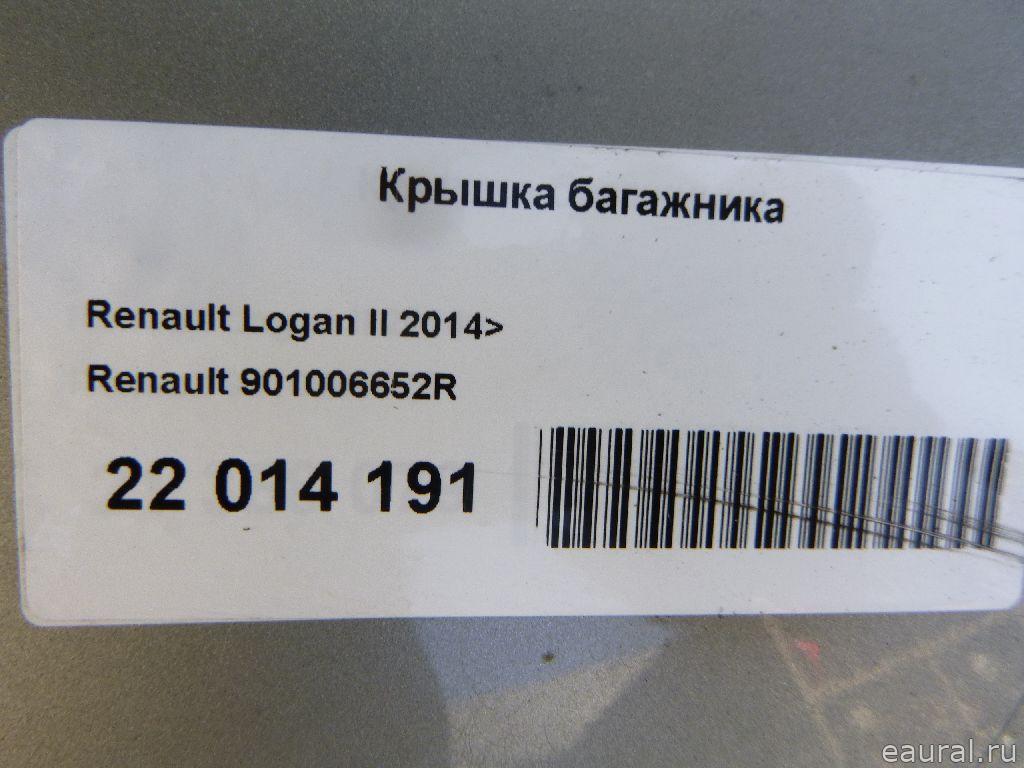 Крышка багажника
Renault Logan II 2014>
Renault 901006652R
22 014 191
eaural.ru